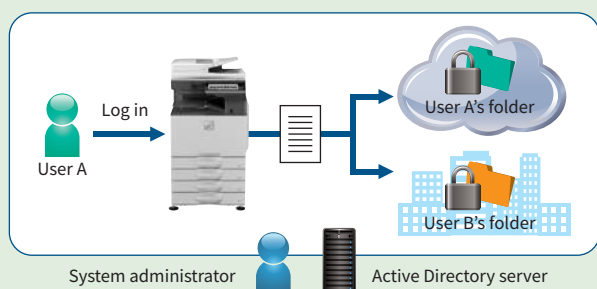 User A's folder
Log in
User A
User B's folder
System administrator
Active Directory server